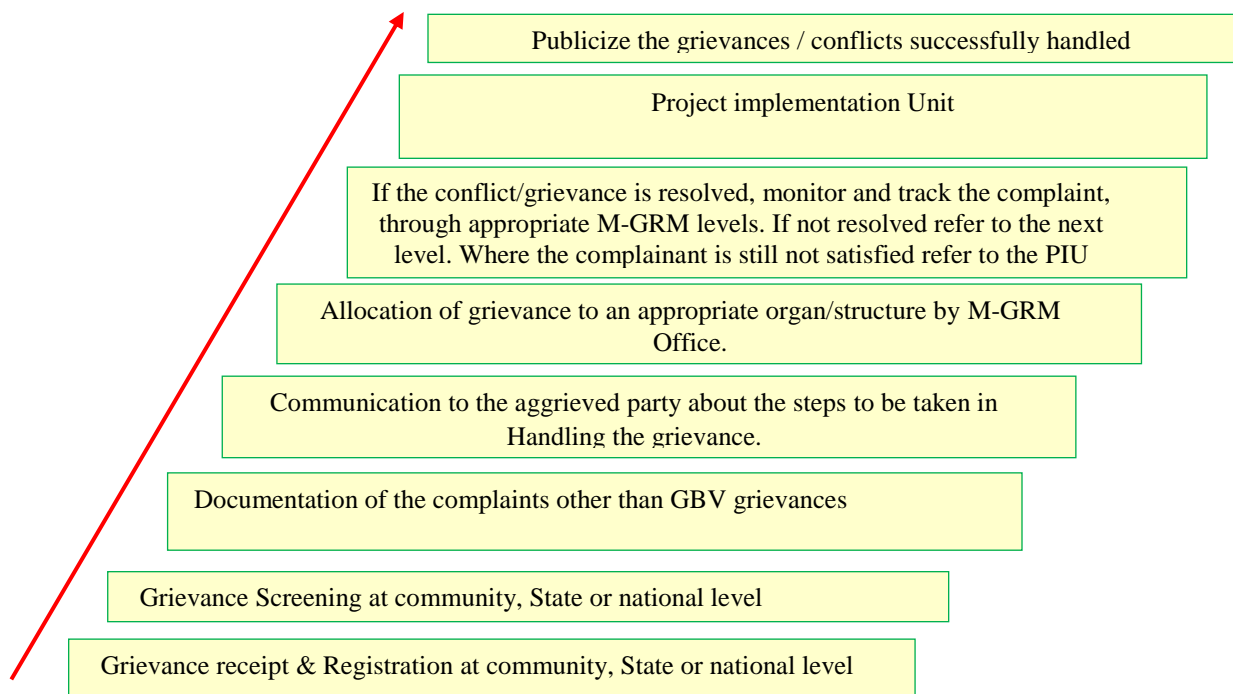 Publicize the grievances / conflicts successfully handled
Project implementation Unit
If the conflict/grievance is resolved, monitor and track the complaint,
through appropriate M-GRM levels. If not resolved refer to the next
level. Where the complainant is still not satisfied refer to the PIU
Allocation of grievance to an appropriate organ/structure by M-GRM
Office.
Communication to the aggrieved party about the steps to be taken in
Handling the grievance.
Documentation of the complaints other than GBV grievances
Grievance Screening at community, State or national level
Grievance receipt & Registration at community, State or national level